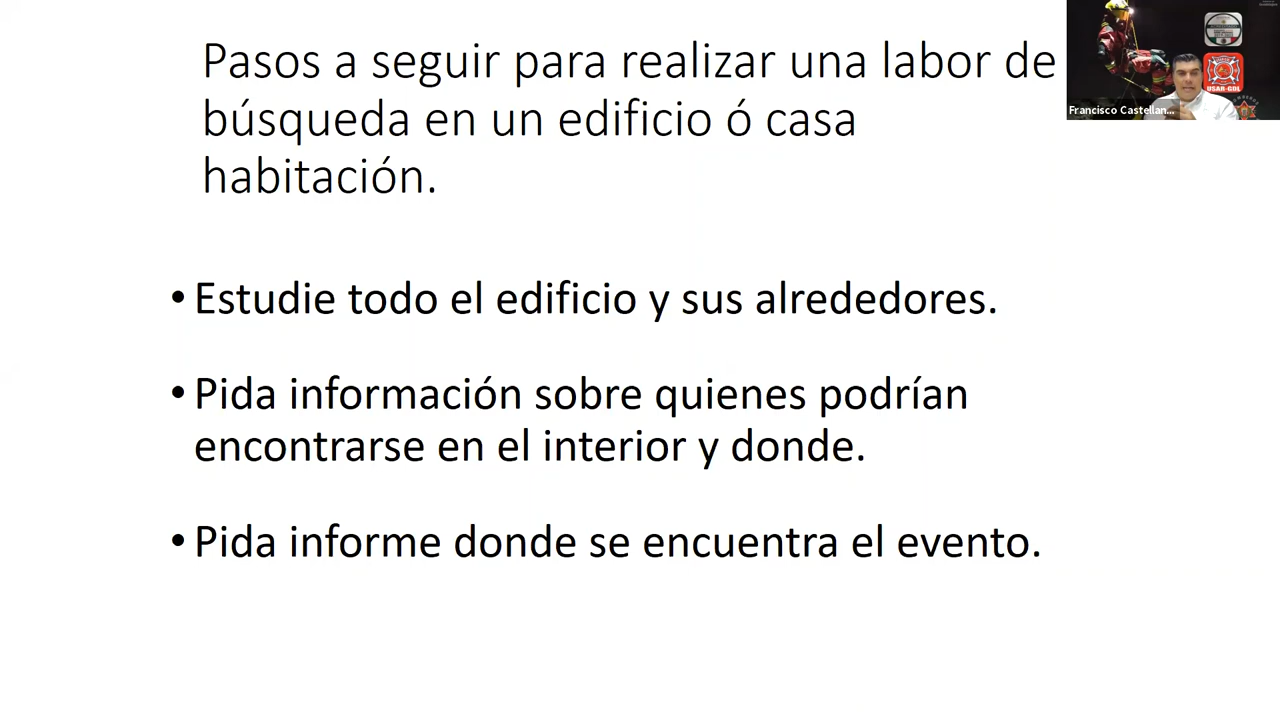 Pasos a seguir para realizar una labor de
búsqueda en un edificio ó casa
habitación.
• Estudie todo el edificio y sus alrededores.
• Pida información sobre quienes podrían
encontrarse en el interior y donde.
• Pida informe donde se encuentra el evento.
Francisco Castellan...
USAR-GDL